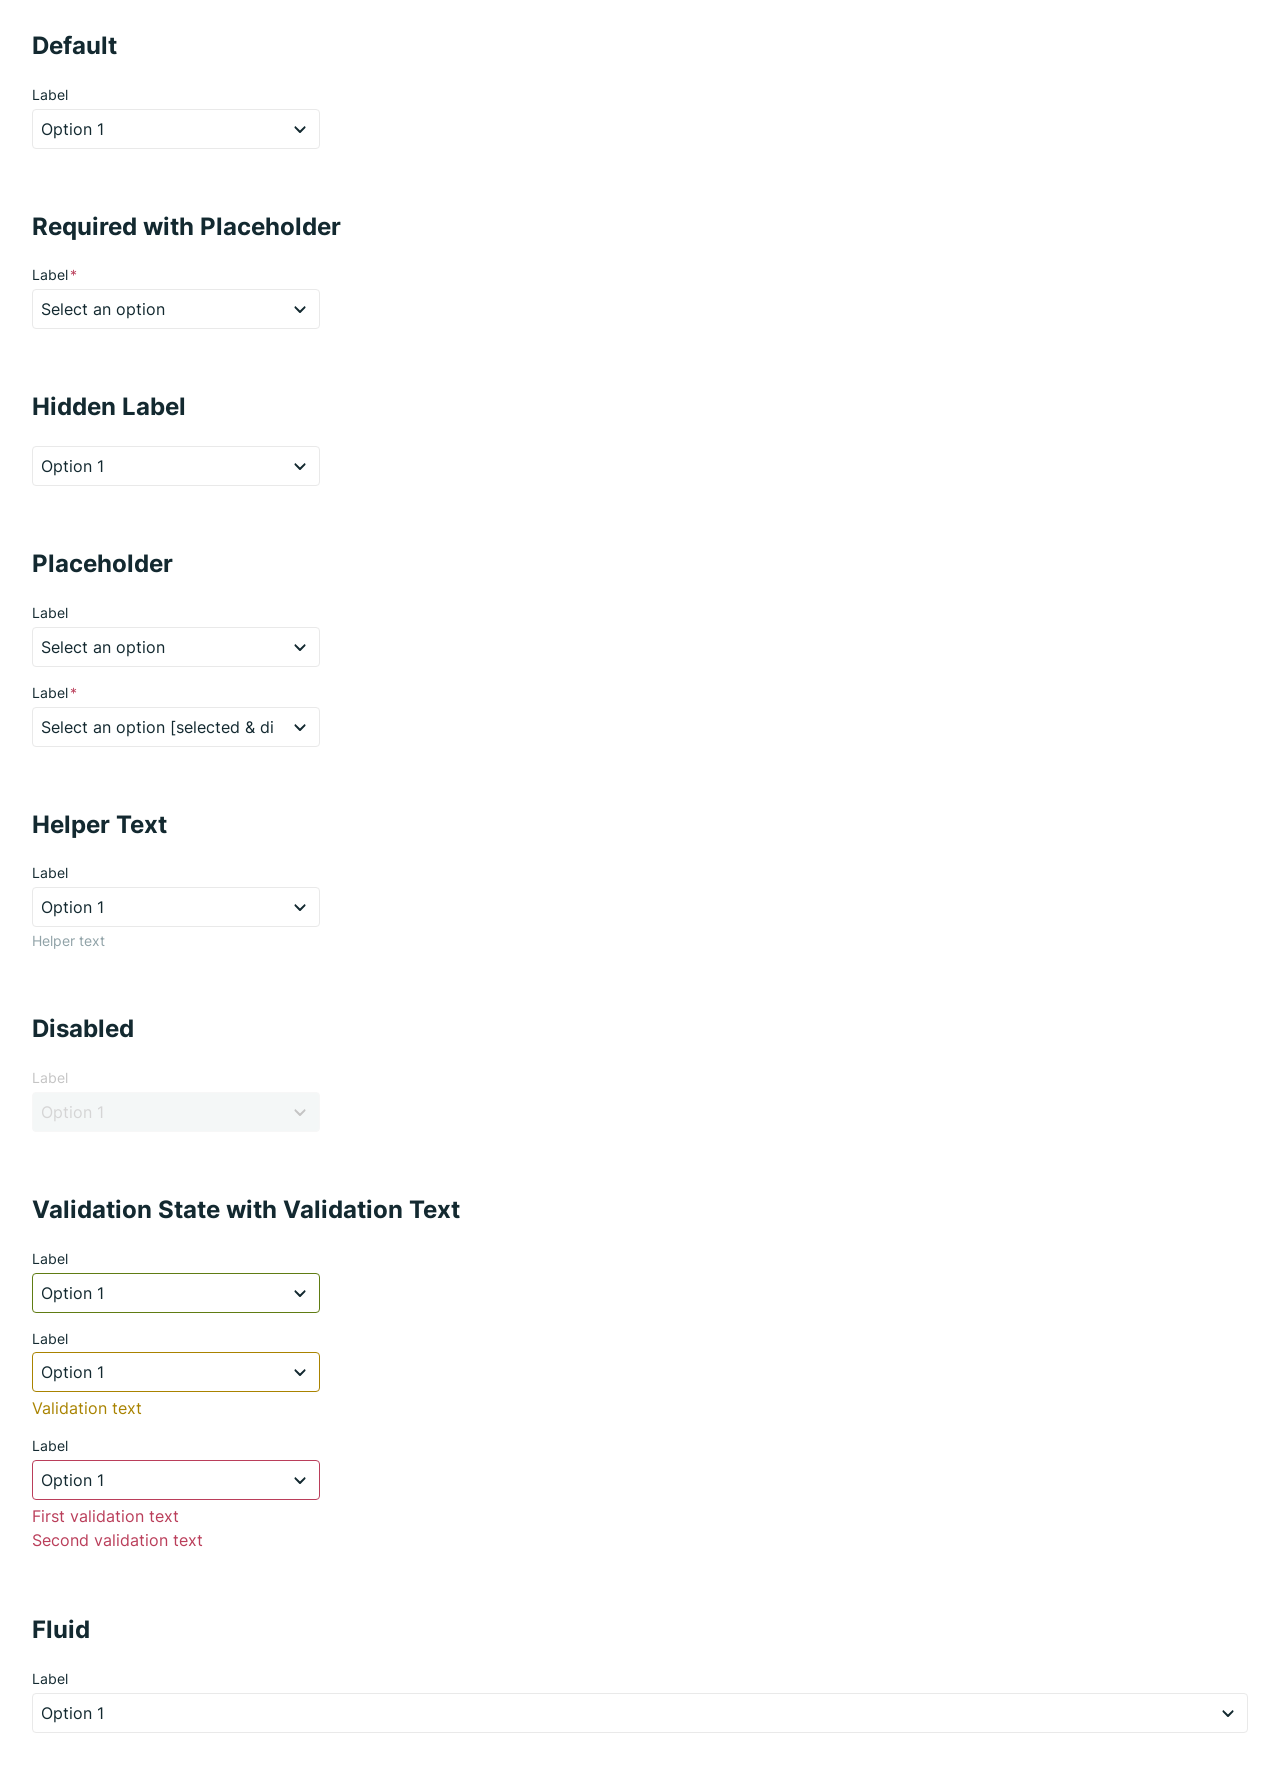 Default
Label
Option 1
Required with Placeholder
Label*
Select an option
Hidden Label
Option 1
Placeholder
Label
Select an option
Label*
Select an option [selected & di
Helper Text
Label
Option 1
Helper text
Disabled
Label
Option 1
Validation State with Validation Text
Label
Option 1
Label
Option 1
Validation text
Label
Option 1
First validation text
Second validation text
Fluid
Label
Option 1